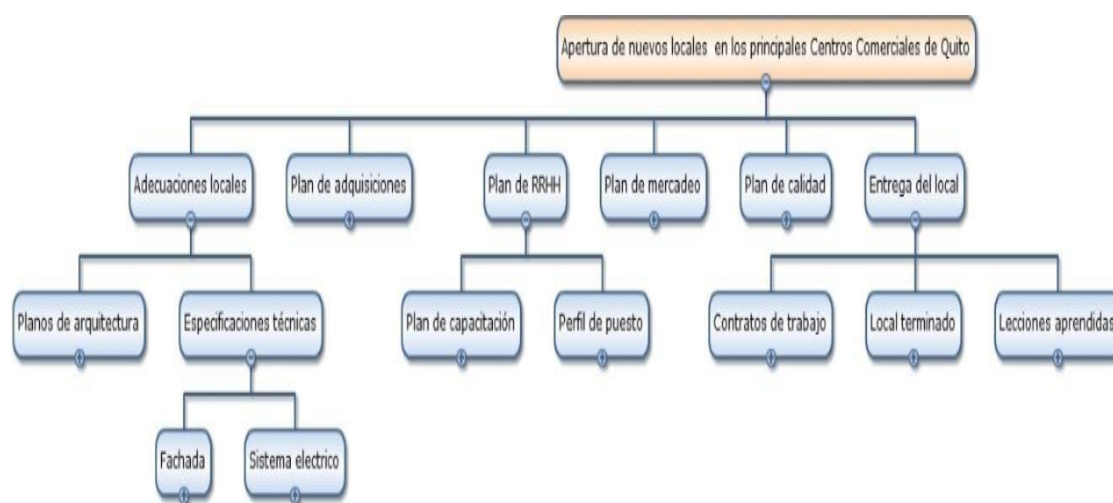 Apertura de nuevos locales en los principales Centros Comerciales de Quito
Adecuaciones locales
Plan de adquisiciones
Plan de RRHH
Plan de mercadeo
Plan de calidad
Entrega del local
Planos de arquitectura
Especificaciones técnicas
Plan de capacitación
Perfil de puesto
Contratos de trabajo
Local terminado
Lecciones aprendidas
Fachada
Sistema electrico